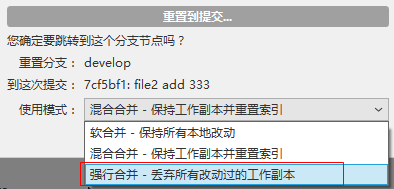 重置到提交...
您确定要跳转到这个分支节点吗？
重置分支： develop
到这次提交： 7cf5bf1: file2 add 333
使用模式： 混合合并 - 保持工作副本并重置索引
软合并 - 保持所有本地改动
混合合并 - 保持工作副本并重置索引
强行合并 - 丢弃所有改动过的工作副本